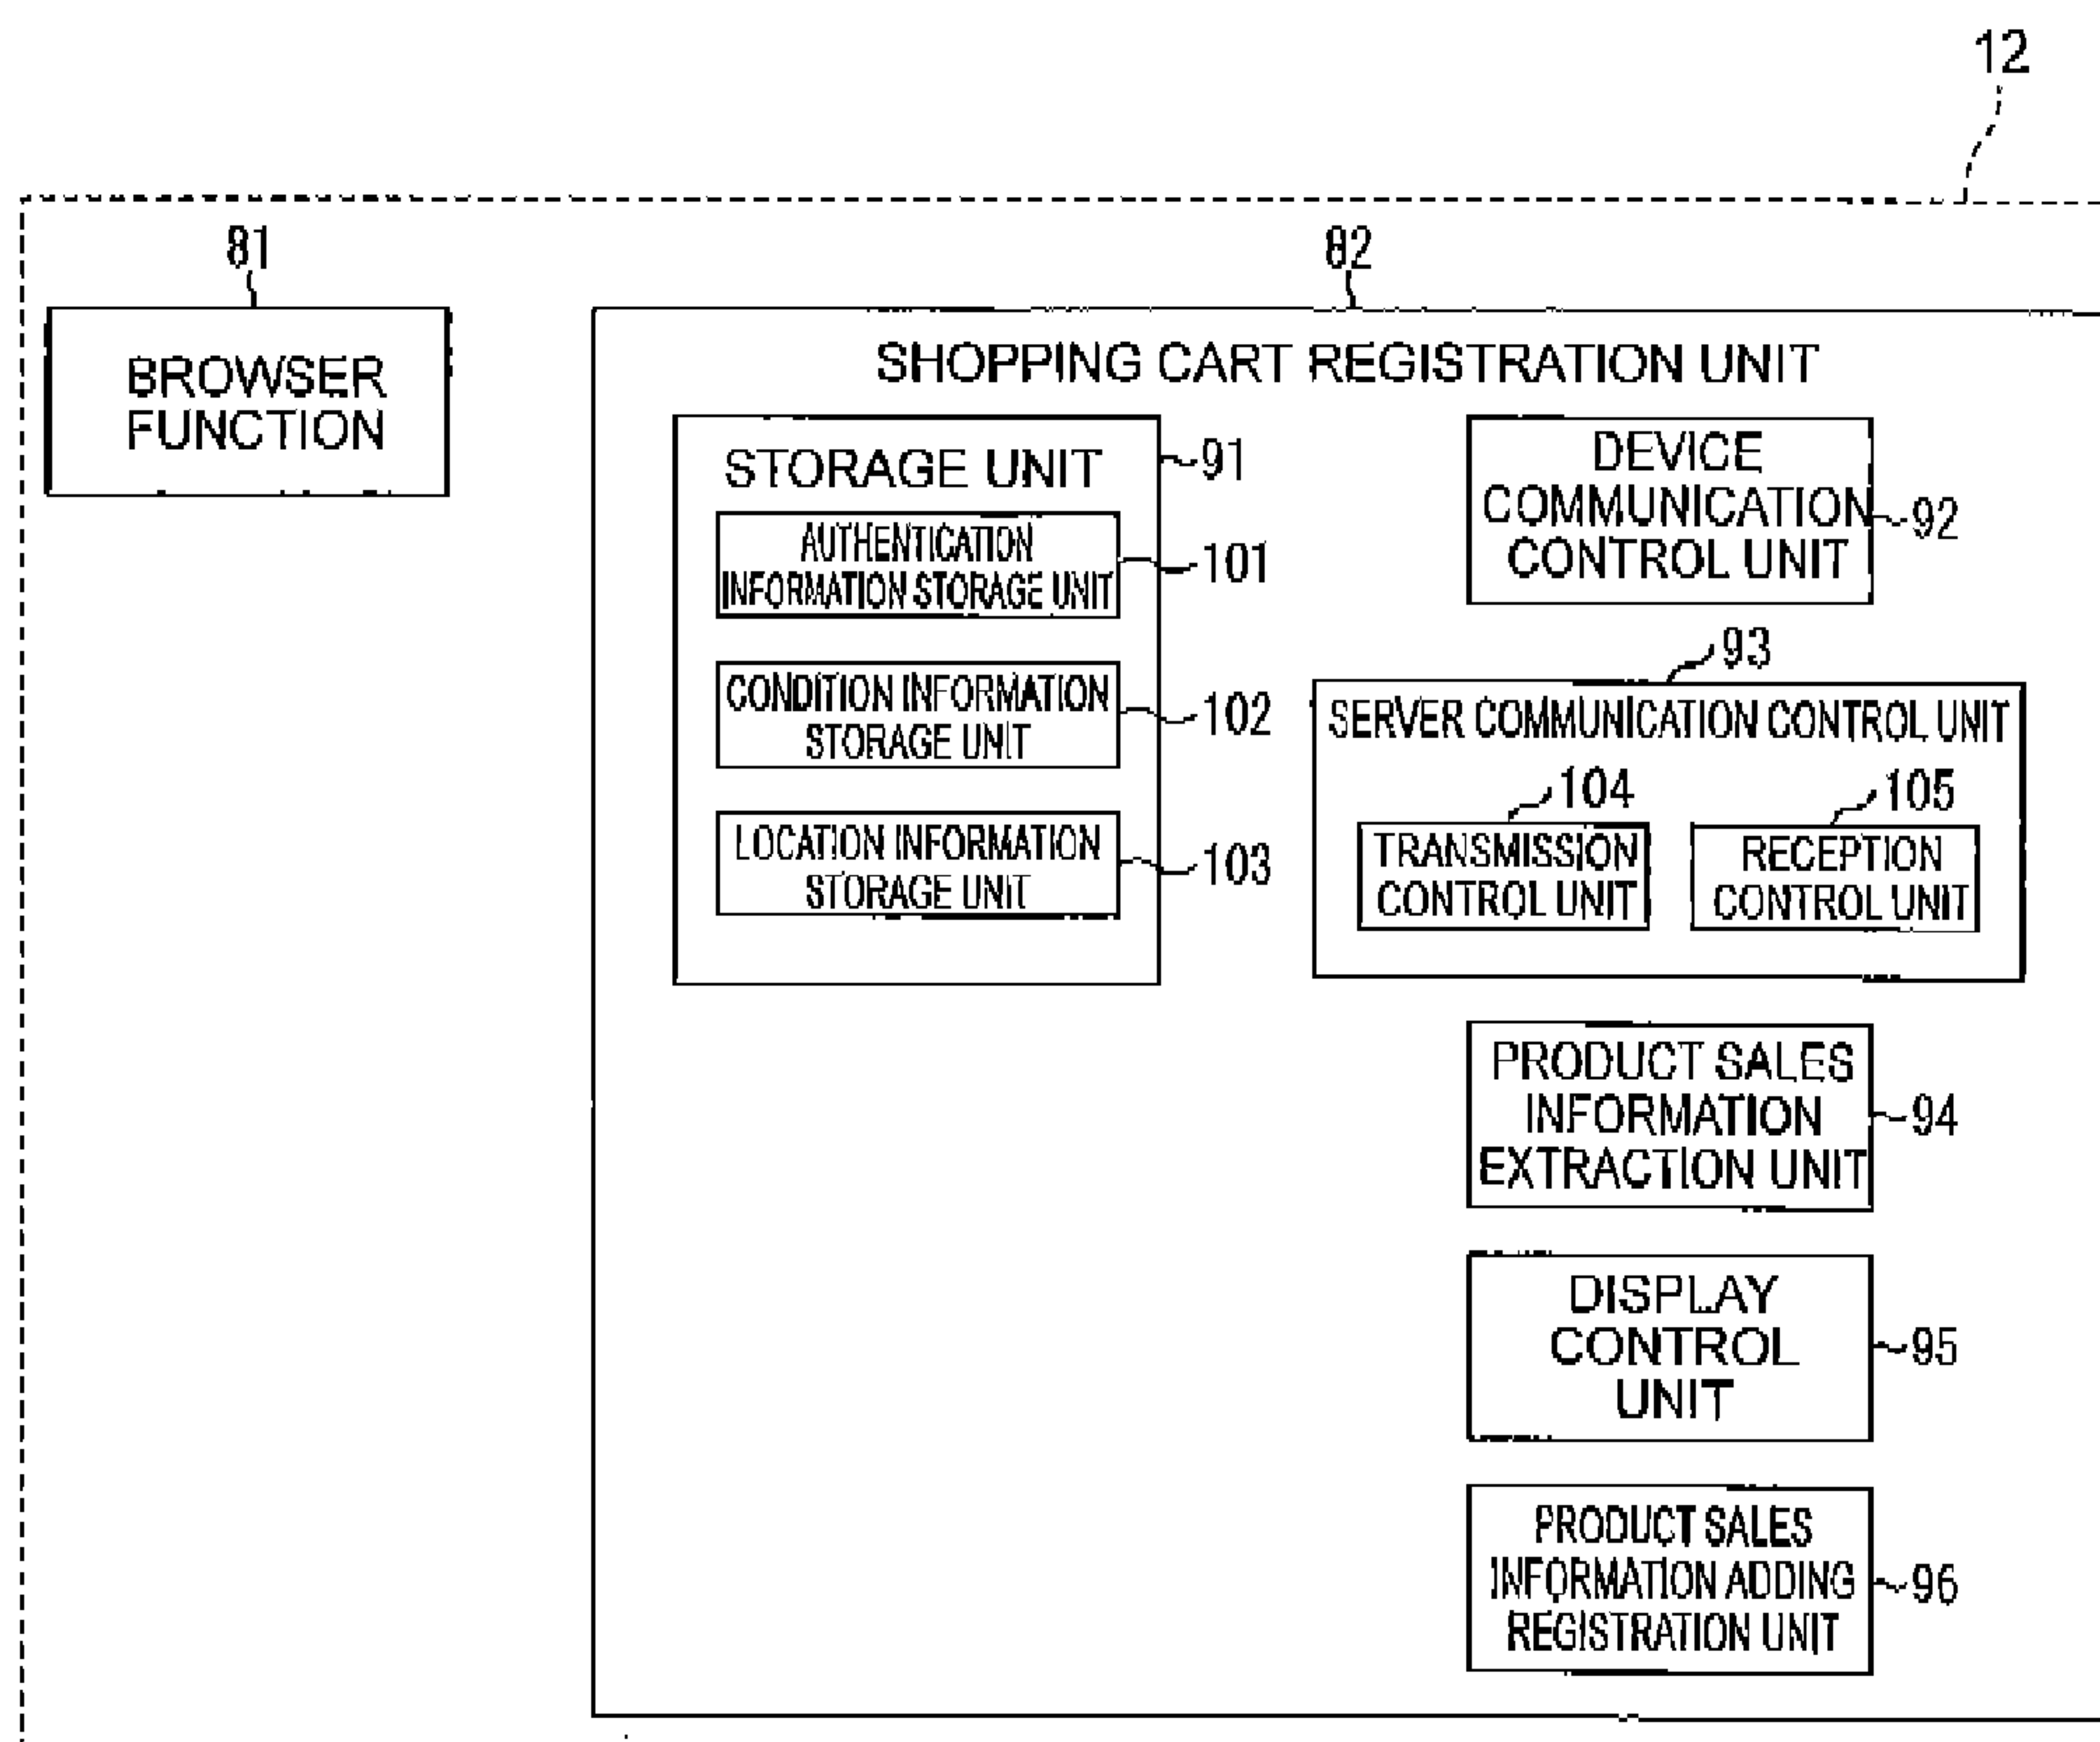 12
81
BROWSER
FUNCTION
82
SHOPPING CART REGISTRATION UNIT
STORAGE UNIT
91
AUTHENTICATION
INFORMATION STORAGE UNIT
101
CONDITION INFORMATION
STORAGE UNIT
102
LOCATION INFORMATION
STORAGE UNIT
103
DEVICE
COMMUNICATION
CONTROL UNIT
92
93
SERVER COMMUNICATION CONTROL UNIT
104
TRANSMISSION
CONTROL UNIT
105
RECEPTION
CONTROL UNIT
PRODUCT SALES
INFORMATION
EXTRACTION UNIT
94
DISPLAY
CONTROL
UNIT
95
PRODUCT SALES
INFORMATION ADDING
REGISTRATION UNIT
96